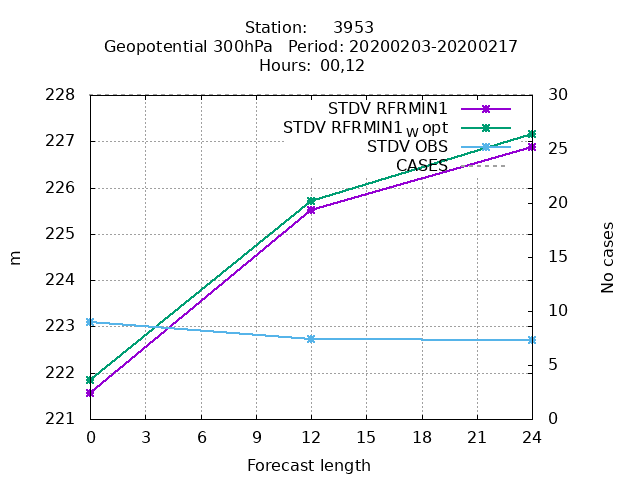 Station: 3953
Geopotential 300hPa Period: 20200203-20200217
Hours: 00,12
228
227
226
225
224
223
222
221
m
30
25
20
15
10
5
0
No cases
STDV RFRMIN1
STDV RFRMIN1w opt
STDV OBS
CASES
0 3 6 9 12 15 18 21 24
Forecast length